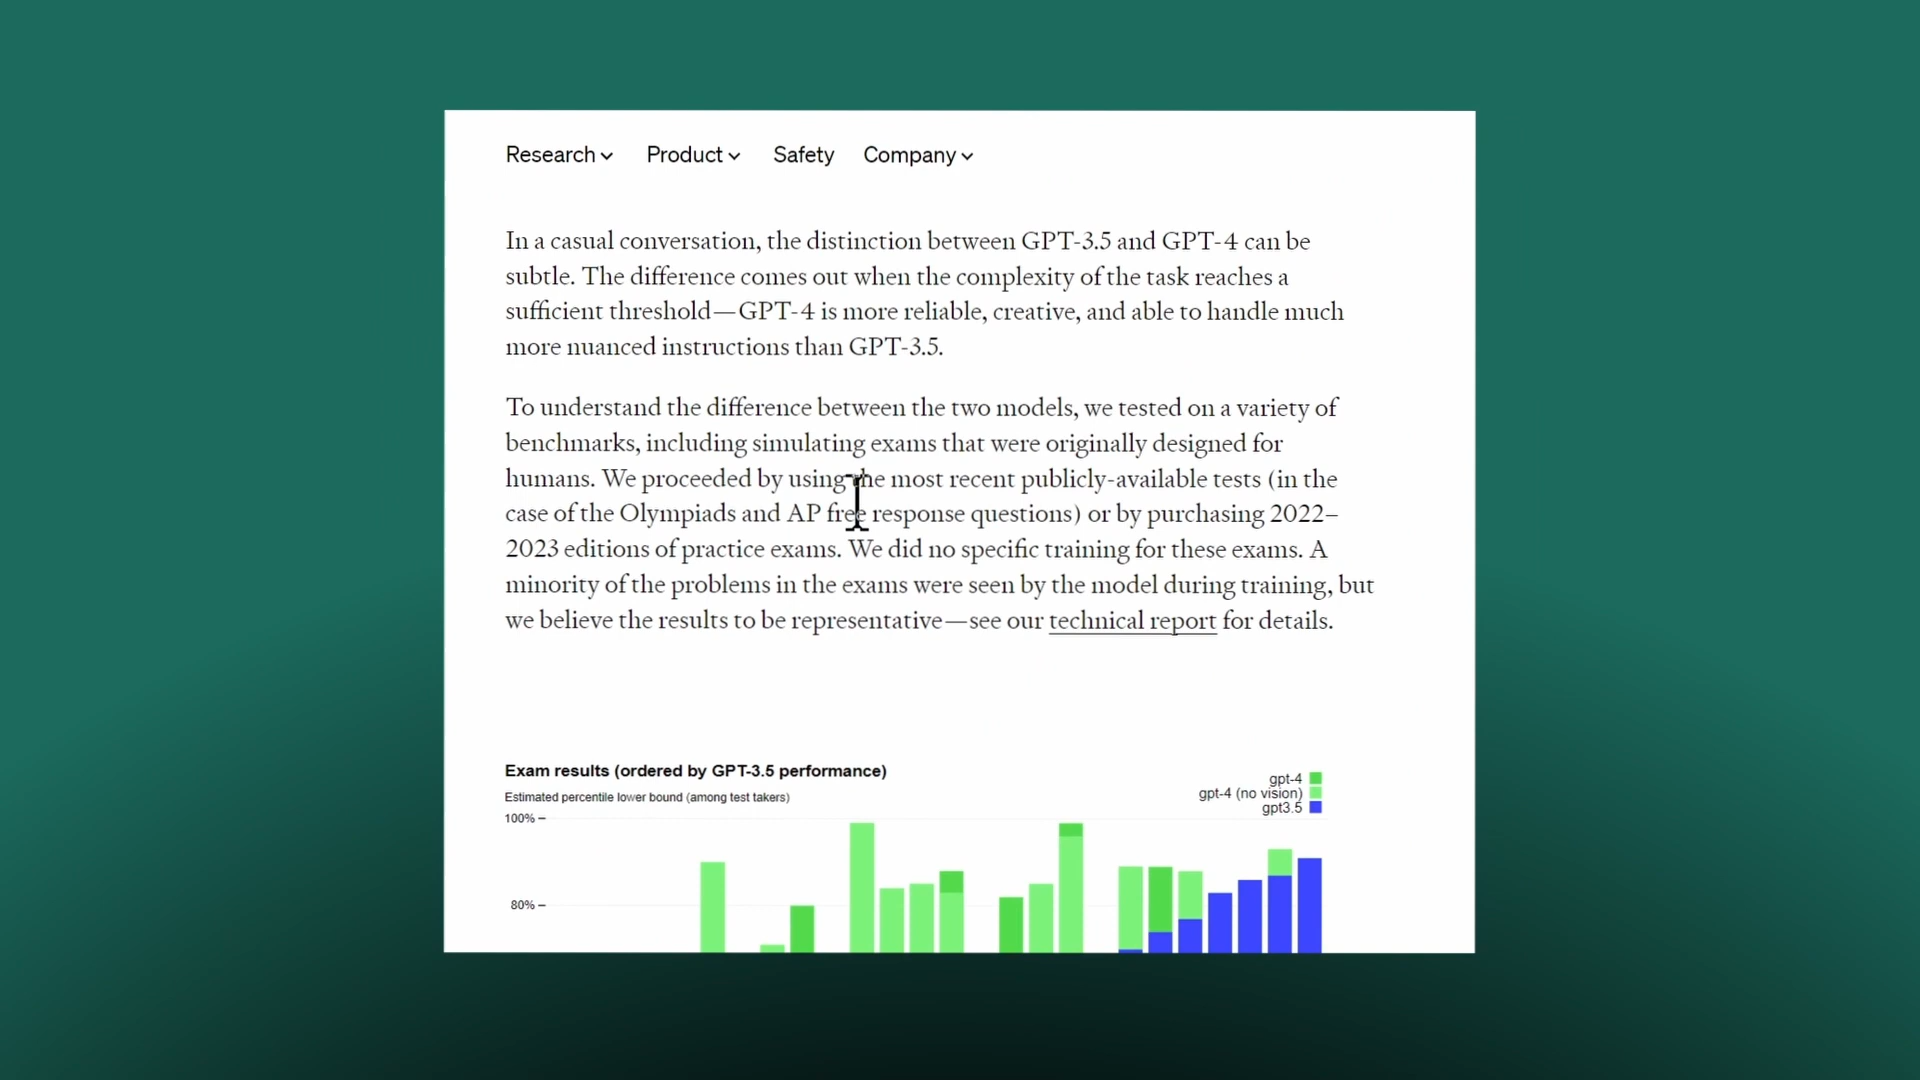 Research Product Safety Company
In a casual conversation, the distinction between GPT-3.5 and GPT-4 can be
subtle. The difference comes out when the complexity of the task reaches a
sufficient threshold—GPT-4 is more reliable, creative, and able to handle much
more nuanced instructions than GPT-3.5.
To understand the difference between the two models, we tested on a variety of
benchmarks, including simulating exams that were originally designed for
humans. We proceeded by using the most recent publicly-available tests (in the
case of the Olympiads and AP free response questions) or by purchasing 2022–
2023 editions of practice exams. We did no specific training for these exams. A
minority of the problems in the exams were seen by the model during training, but
we believe the results to be representative—see our technical report for details.
Exam results (ordered by GPT-3.5 performance)
Estimated percentile lower bound (among test takers)
gpt-4
gpt-4 (no vision)
gpt3.5
100%
80%